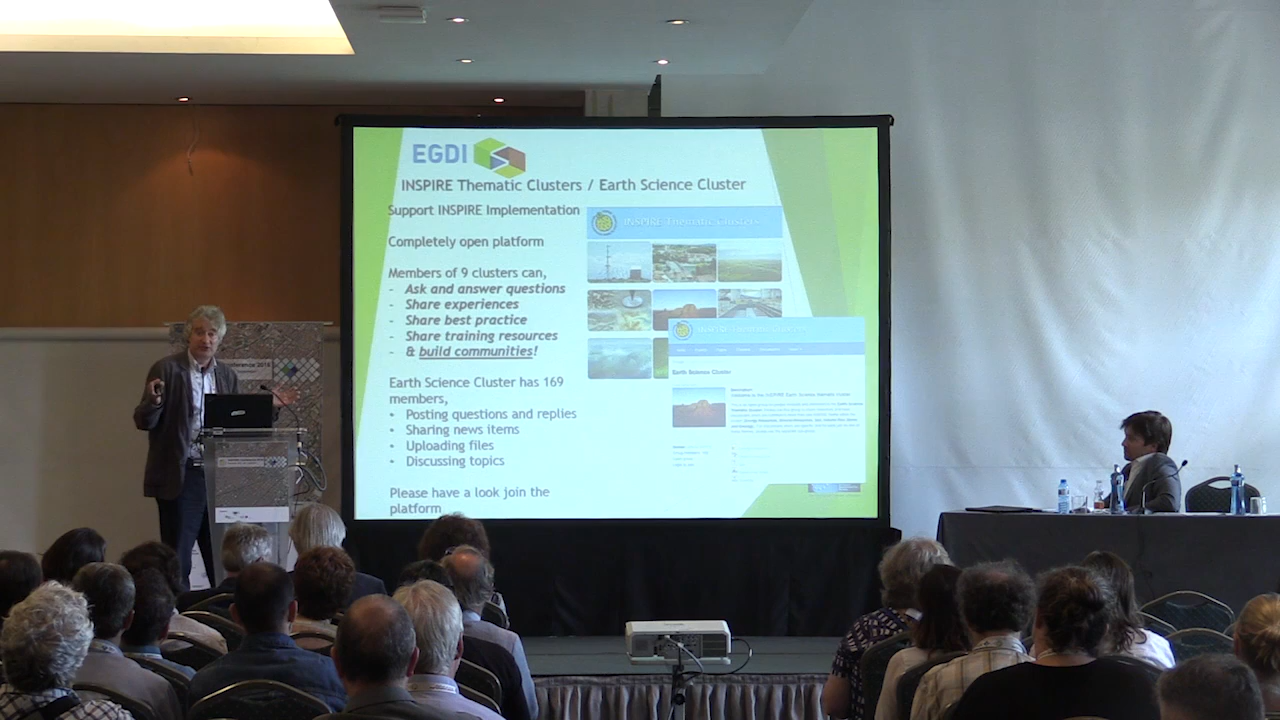 EGDI
INSPIRE Thematic Clusters / Earth Science Cluster
Support INSPIRE Implementation
Completely open platform
Members of 9 clusters can,
- Ask and answer questions
- Share experiences
- Share best practice
- Share training resources
- & build communities!
Earth Science Cluster has 169
members,
• Posting questions and replies
• Sharing news items
• Uploading files
• Discussing topics
Please have a look join the
platform
INSPIRE Thematic Clusters
Earth Science Cluster